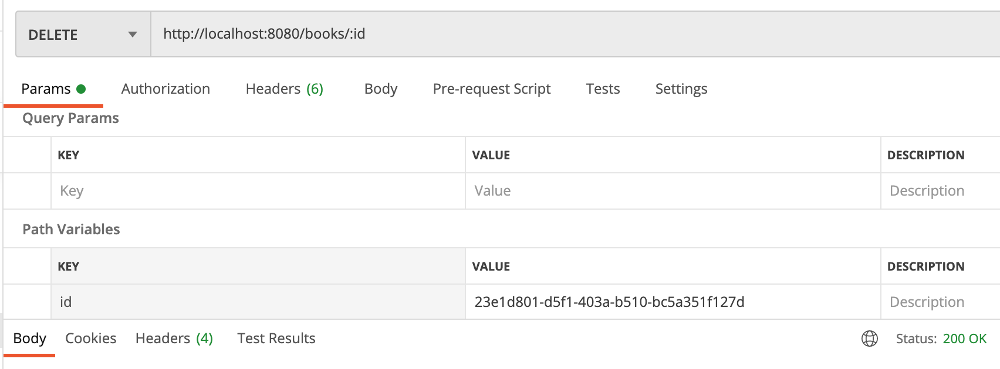 DELETE http://localhost:8080/books/:id
Params Authorization Headers (6) Body Pre-request Script Tests Settings
Query Params
KEY VALUE DESCRIPTION
Key Value Description
Path Variables
KEY VALUE DESCRIPTION
id 23e1d801-d5f1-403a-b510-bc5a351f127d Description
Body Cookies Headers (4) Test Results Status: 200 OK